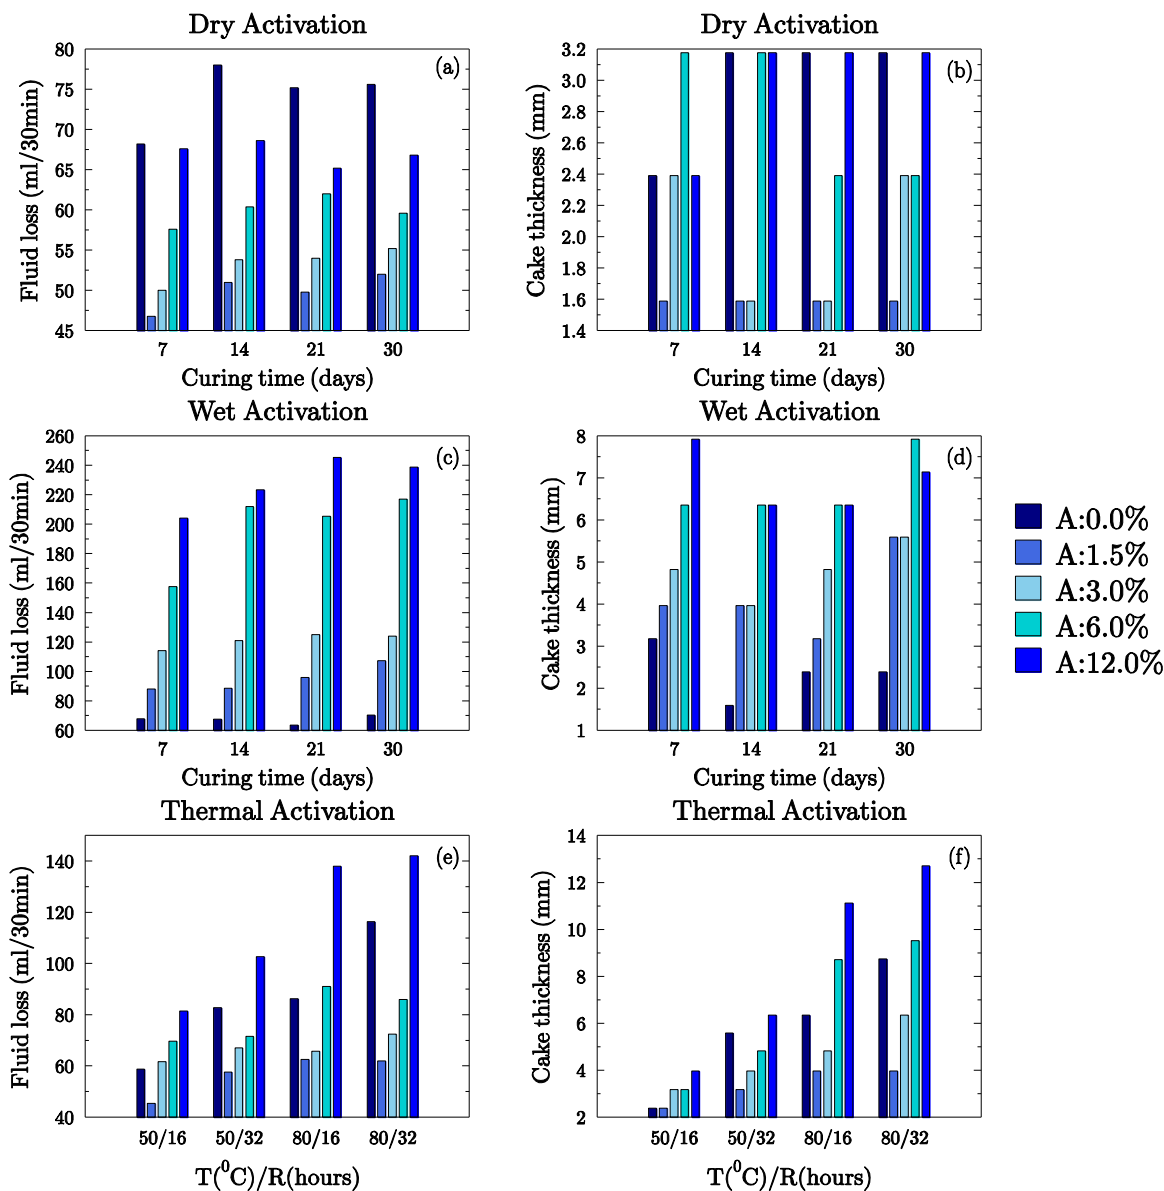 Dry Activation
(a)
80
75
70
65
60
55
50
45
Fluid loss (ml/30min)
7 14 21 30
Curing time (days)
Dry Activation
(b)
3.2
3.0
2.8
2.6
2.4
2.2
2.0
1.8
1.6
1.4
Cake thickness (mm)
7 14 21 30
Curing time (days)
Wet Activation
(c)
260
240
220
200
180
160
140
120
100
80
60
Fluid loss (ml/30min)
7 14 21 30
Curing time (days)
Wet Activation
(d)
8
7
6
5
4
3
2
1
Cake thickness (mm)
7 14 21 30
Curing time (days)
A:0.0%
A:1.5%
A:3.0%
A:6.0%
A:12.0%
Thermal Activation
(e)
140
120
100
80
60
40
Fluid loss (ml/30min)
50/16 50/32 80/16 80/32
T(⁰C)/R(hours)
Thermal Activation
(f)
14
12
10
8
6
4
2
Cake thickness (mm)
50/16 50/32 80/16 80/32
T(⁰C)/R(hours)